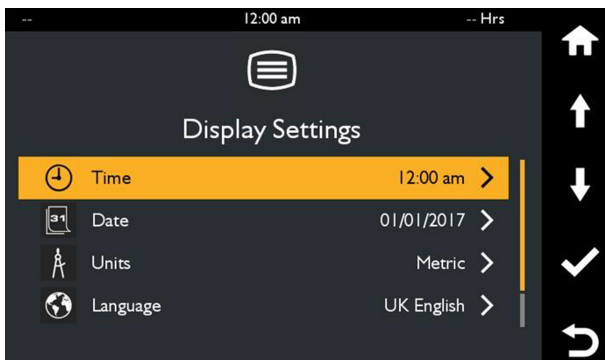 -- 12:00 am -- Hrs
Display Settings
Time 12:00 am
31 Date 01/01/2017
Units Metric
Language UK English